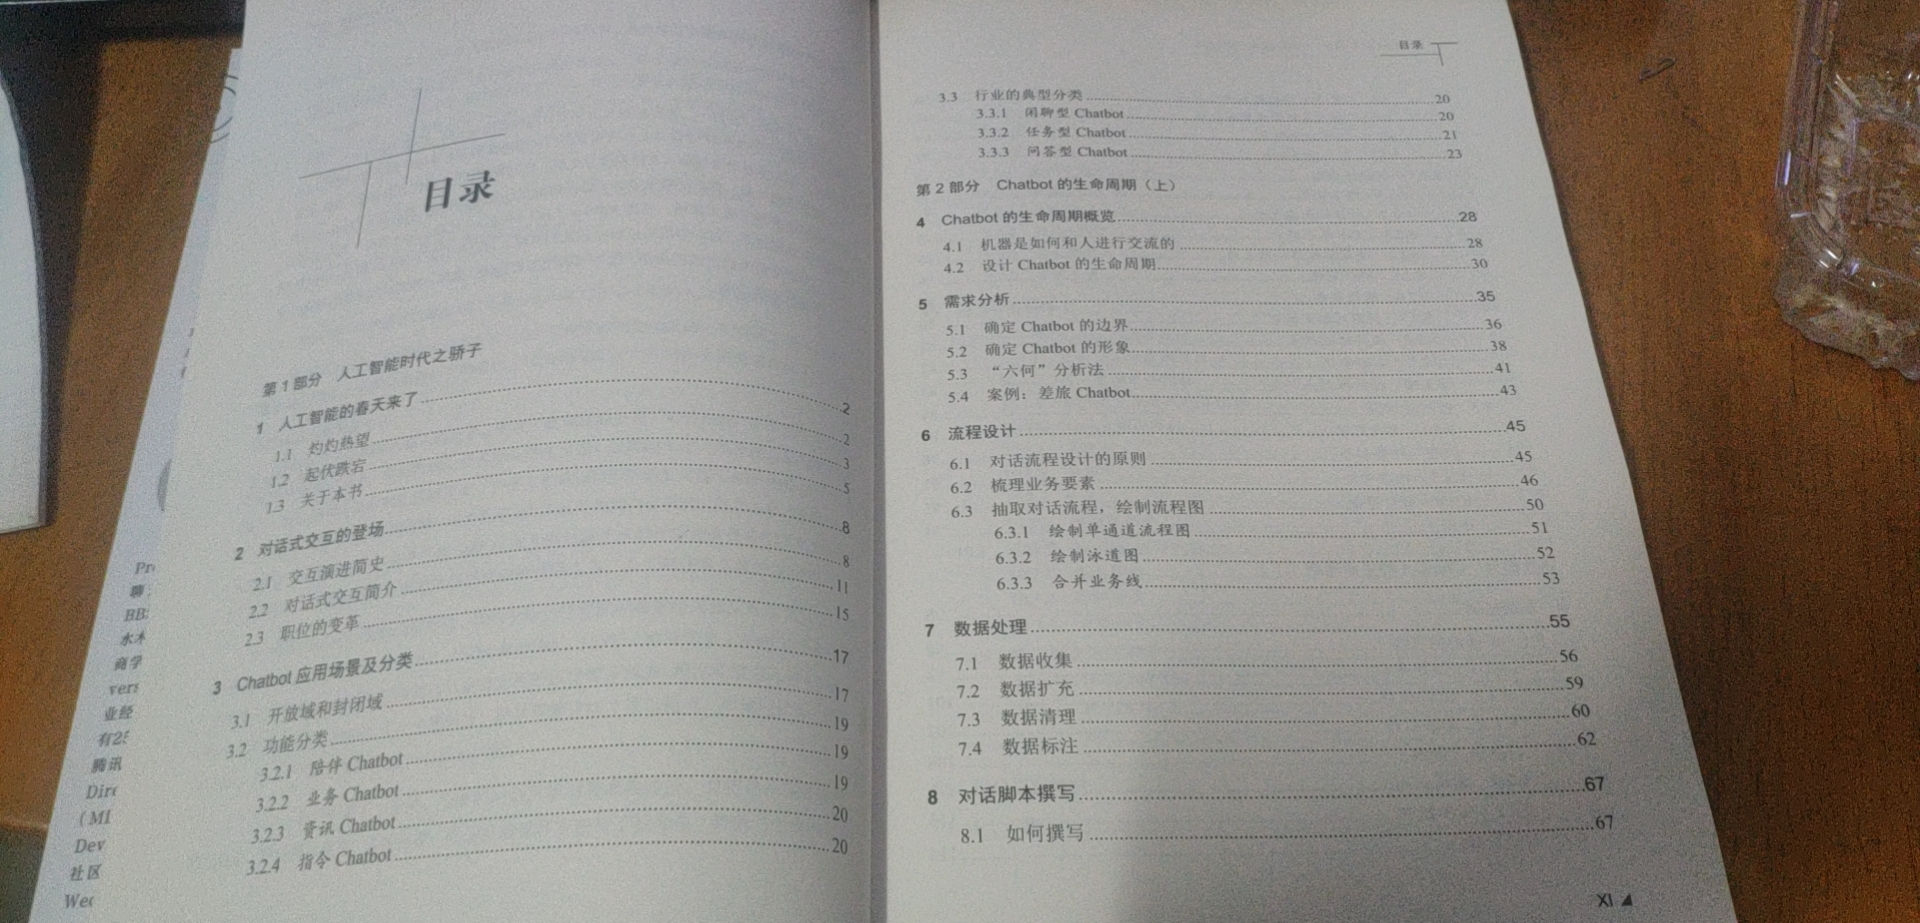 目录
第1部分 人工智能时代之骄子
1 人工智能的春天来了 2
1.1 灼灼热望 2
1.2 起伏跌宕 3
1.3 关于本书 5
2 对话式交互的登场 8
2.1 交互演进简史 8
2.2 对话式交互简介 11
2.3 职位的变革 15
3 Chatbot 应用场景及分类 17
3.1 开放域和封闭域 17
3.2 功能分类 19
3.2.1 陪伴 Chatbot 19
3.2.2 业务 Chatbot 19
3.2.3 资讯 Chatbot 20
3.2.4 指令 Chatbot 20
聊
BB
水木
商学
vers
业经
有25
腾讯
Dire
(MI
Dev
社区
目录
3.3 行业的典型分类 20
3.3.1 闲聊型 Chatbot 20
3.3.2 任务型 Chatbot 21
3.3.3 问答型 Chatbot 23
第2部分 Chatbot 的生命周期（上）
4 Chatbot 的生命周期概览 28
4.1 机器是如何和人进行交流的 28
4.2 设计 Chatbot 的生命周期 30
5 需求分析 35
5.1 确定 Chatbot 的边界 36
5.2 确定 Chatbot 的形象 38
5.3 “六何”分析法 41
5.4 案例：差旅 Chatbot 43
6 流程设计 45
6.1 对话流程设计的原则 45
6.2 梳理业务要素 46
6.3 抽取对话流程，绘制流程图 50
6.3.1 绘制单通道流程图 51
6.3.2 绘制泳道图 52
6.3.3 合并业务线 53
7 数据处理 55
7.1 数据收集 56
7.2 数据扩充 59
7.3 数据清理 60
7.4 数据标注 62
8 对话脚本撰写 67
8.1 如何撰写 67
XI